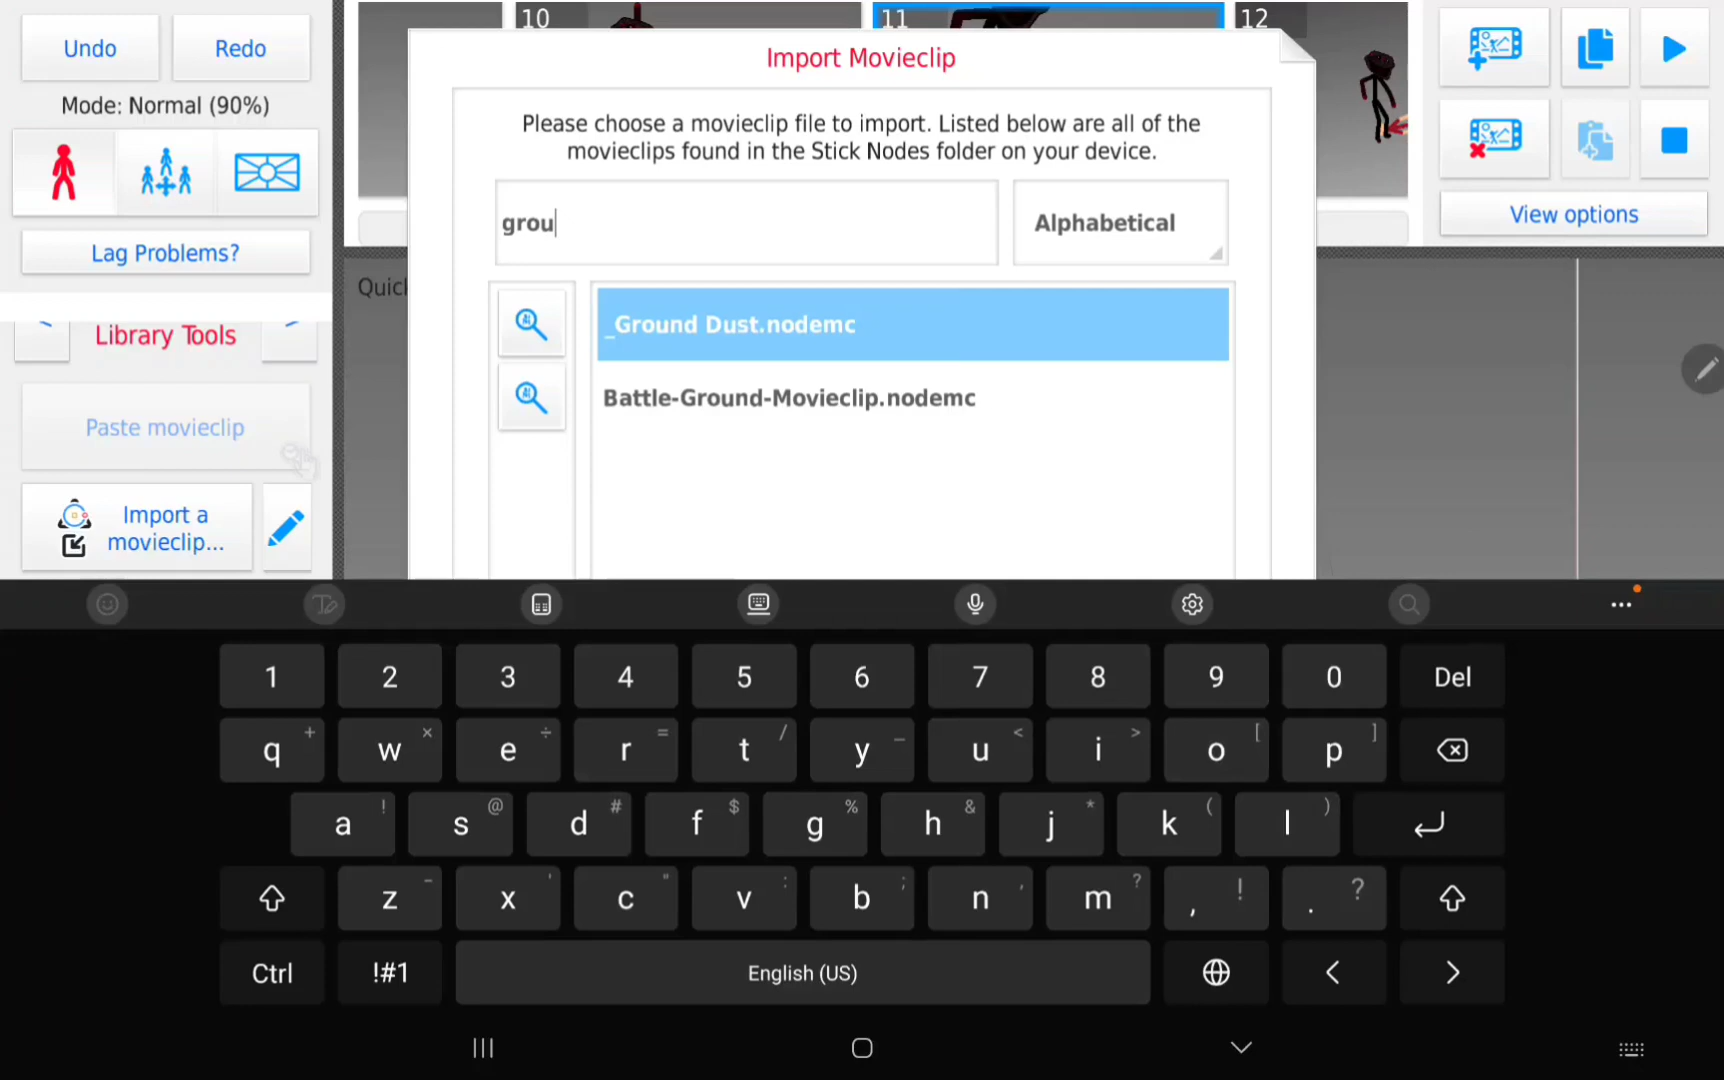 Undo
Redo
Mode: Normal (90%)
Lag Problems?
Library Tools
Paste movieclip
Import a
movieclip...
10
11
12
Import Movieclip
Please choose a movieclip file to import. Listed below are all of the
movieclips found in the Stick Nodes folder on your device.
grou
Alphabetical
_Ground Dust.nodemc
Battle-Ground-Movieclip.nodemc
View options
Quick
1 2 3 4 5 6 7 8 9 0 Del
q + w × e ÷ r = t / y _ u < i > o [ p ]
a ! s @ d # f $ g % h & j * k ( l )
z - x ' c " v : b ; n , m ? , ! . ?
Ctrl !#1 English (US) < >